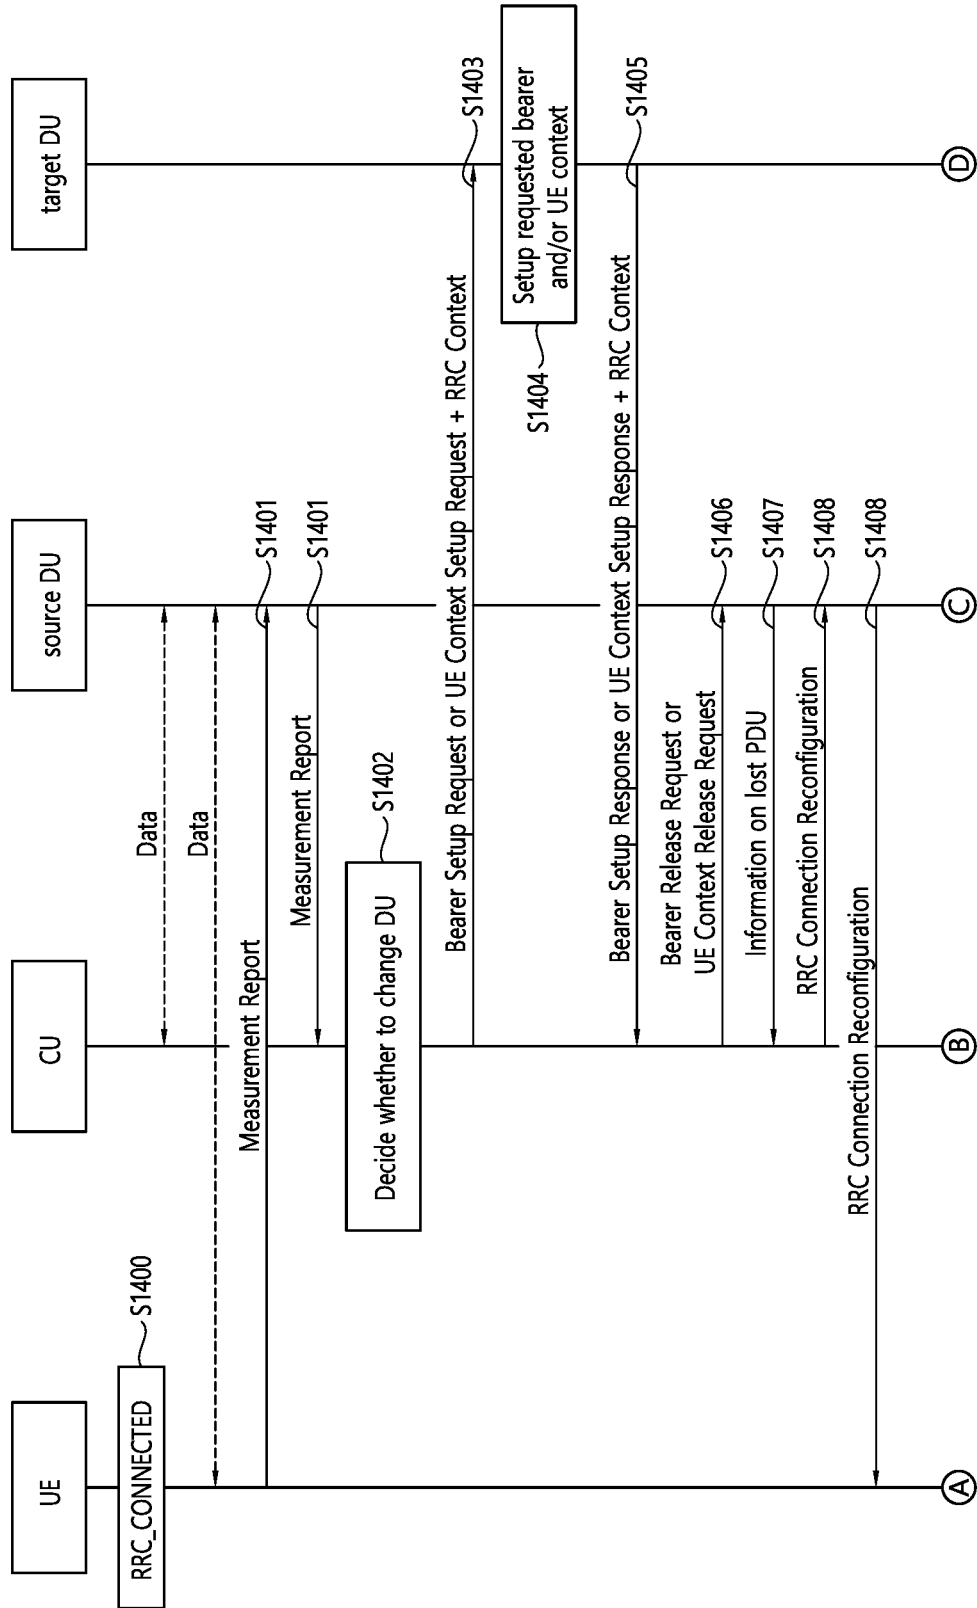 UE
CU
source DU
target DU
RRC_CONNECTED
S1400
Data
Data
Measurement Report
S1401
Measurement Report
S1401
Decide whether to change DU
S1402
Bearer Setup Request or UE Context Setup Request + RRC Context
S1403
Setup requested bearer
and/or UE context
S1404
Bearer Setup Response or UE Context Setup Response + RRC Context
S1405
Bearer Release Request or
UE Context Release Request
S1406
Information on lost PDU
S1407
RRC Connection Reconfiguration
S1408
RRC Connection Reconfiguration
S1408
A
B
C
D